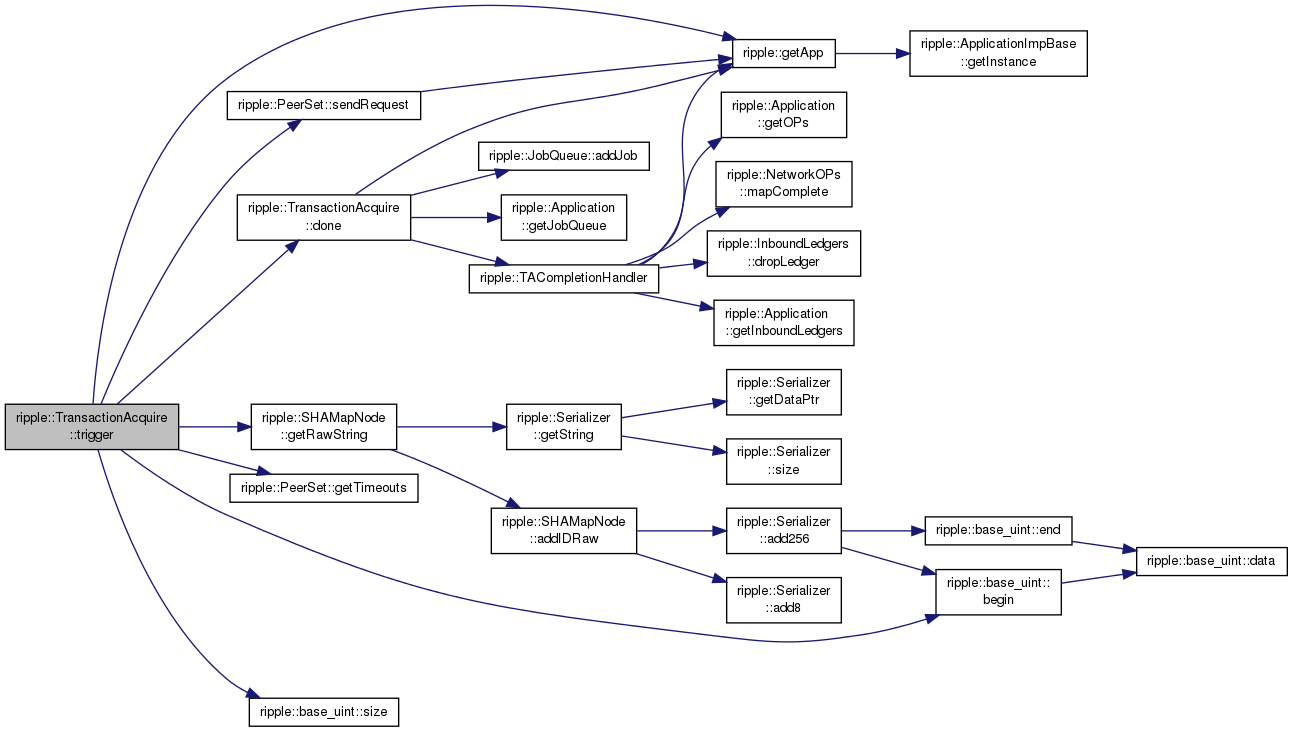 ripple::getApp
ripple::ApplicationImpBase
::getInstance
ripple::PeerSet::sendRequest
ripple::Application
::getOPs
ripple::JobQueue::addJob
ripple::NetworkOPs
::mapComplete
ripple::TransactionAcquire
::done
ripple::Application
::getJobQueue
ripple::InboundLedgers
::dropLedger
ripple::TACompletionHandler
ripple::Application
::getInboundLedgers
ripple::Serializer
::getDataPtr
ripple::TransactionAcquire
::trigger
ripple::SHAMapNode
::getRawString
ripple::Serializer
::getString
ripple::Serializer
::size
ripple::PeerSet::getTimeouts
ripple::SHAMapNode
::addIDRaw
ripple::Serializer
::add256
ripple::base_uint::end
ripple::base_uint::data
ripple::Serializer
::add8
ripple::base_uint::
begin
ripple::base_uint::size